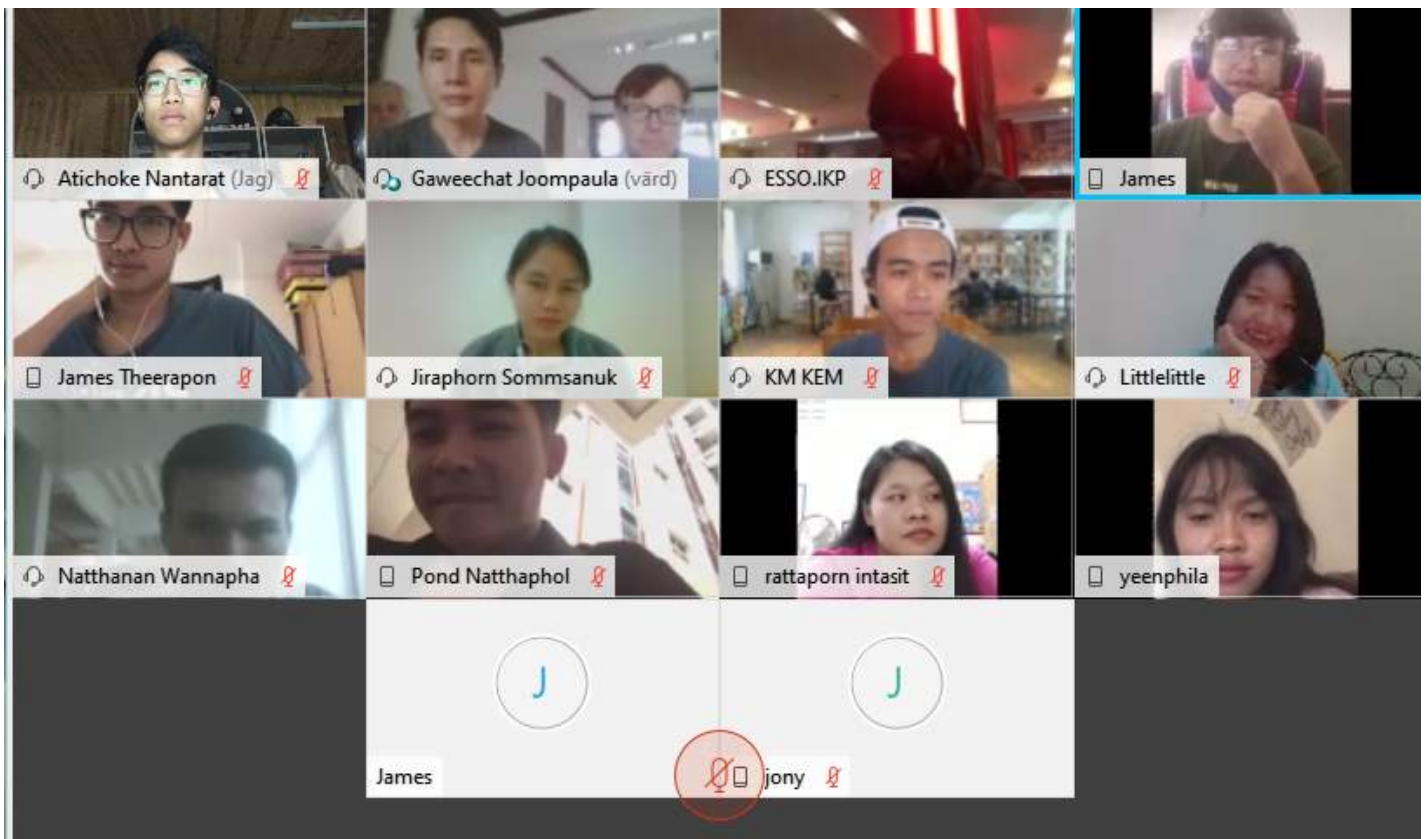 Atichoke Nantarat (Jag)
Gaweechat Joompaula (värd)
ESSO.IKP
James
James Theerapon
Jiraphorn Sommsanuk
KM KEM
Littlelittle
Natthanan Wannapha
Pond Natthaphol
rattaporn intasit
yeenphila
J
J
James
jony